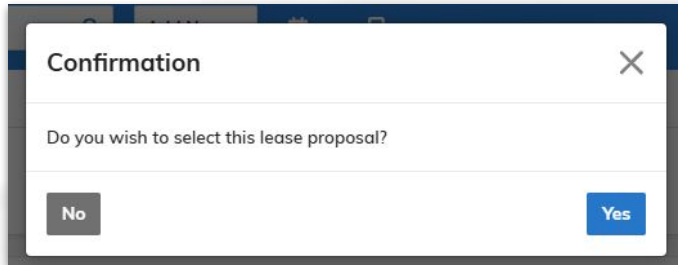 Confirmation
Do you wish to select this lease proposal?
No
Yes